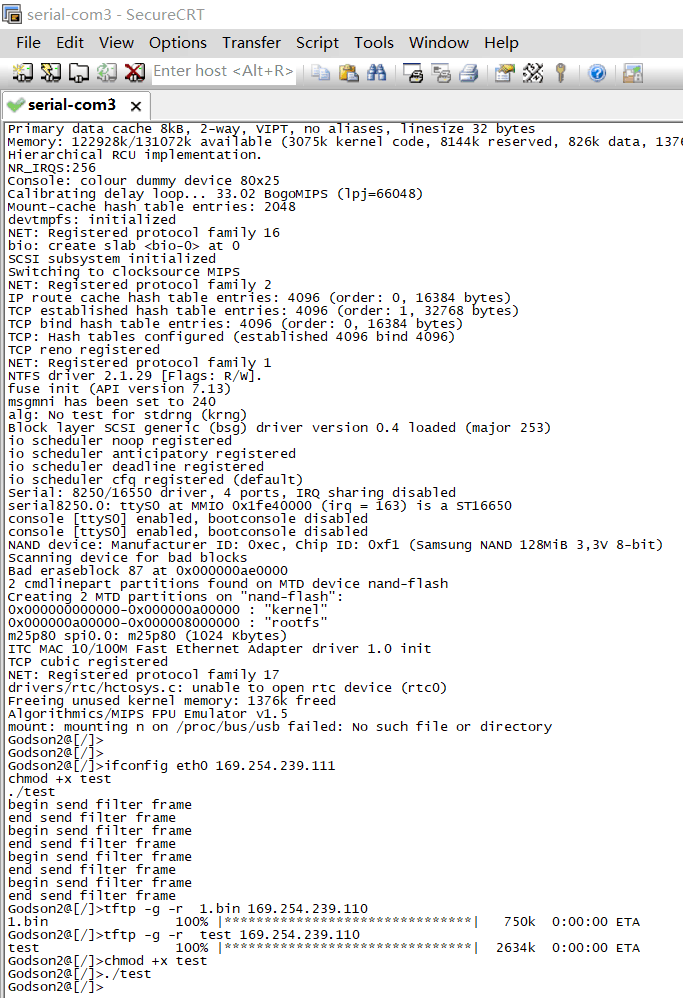 serial-com3 - SecureCRT
File Edit View Options Transfer Script Tools Window Help
Enter host <Alt+R>
serial-com3
Primary data cache 8kB, 2-way, VIPT, no aliases, linesize 32 bytes
Memory: 122928k/131072k available (3075k kernel code, 8144k reserved, 826k data, 1376
Hierarchical RCU implementation.
NR_IRQS:256
Console: colour dummy device 80x25
Calibrating delay loop... 33.02 BogoMIPS (lpj=66048)
Mount-cache hash table entries: 2048
devtmpfs: initialized
NET: Registered protocol family 16
bio: create slab <bio-0> at 0
SCSI subsystem initialized
Switching to clocksource MIPS
NET: Registered protocol family 2
IP route cache hash table entries: 4096 (order: 0, 16384 bytes)
TCP established hash table entries: 4096 (order: 1, 32768 bytes)
TCP bind hash table entries: 4096 (order: 0, 16384 bytes)
TCP: Hash tables configured (established 4096 bind 4096)
TCP reno registered
NET: Registered protocol family 1
NTFS driver 2.1.29 [Flags: R/W].
fuse init (API version 7.13)
msgmni has been set to 240
alg: No test for stdrng (krng)
Block layer SCSI generic (bsg) driver version 0.4 loaded (major 253)
io scheduler noop registered
io scheduler anticipatory registered
io scheduler deadline registered
io scheduler cfq registered (default)
Serial: 8250/16550 driver, 4 ports, IRQ sharing disabled
serial8250.0: ttyS0 at MMIO 0x1fe40000 (irq = 163) is a ST16650
console [ttyS0] enabled, bootconsole disabled
console [ttyS0] enabled, bootconsole disabled
NAND device: Manufacturer ID: 0xec, Chip ID: 0xf1 (Samsung NAND 128MiB 3,3V 8-bit)
Scanning device for bad blocks
Bad eraseblock 87 at 0x000000ae0000
2 cmdlinepart partitions found on MTD device nand-flash
Creating 2 MTD partitions on "nand-flash":
0x000000000000-0x000000a00000 : "kernel"
0x000000a00000-0x000008000000 : "rootfs"
m25p80 spi0.0: m25p80 (1024 Kbytes)
ITC MAC 10/100M Fast Ethernet Adapter driver 1.0 init
TCP cubic registered
NET: Registered protocol family 17
drivers/rtc/hctosys.c: unable to open rtc device (rtc0)
Freeing unused kernel memory: 1376k freed
Algorithmics/MIPS FPU Emulator v1.5
mount: mounting n on /proc/bus/usb failed: No such file or directory
Godson2@[/]>
Godson2@[/]>
Godson2@[/]>ifconfig eth0 169.254.239.111
chmod +x test
./test
begin send filter frame
end send filter frame
begin send filter frame
end send filter frame
begin send filter frame
end send filter frame
begin send filter frame
end send filter frame
Godson2@[/]>tftp -g -r  1.bin 169.254.239.110
1.bin                100% |*******************************|   750k  0:00:00 ETA
Godson2@[/]>tftp -g -r   test 169.254.239.110
test                 100% |*******************************|  2634k  0:00:00 ETA
Godson2@[/]>chmod +x test
Godson2@[/]>./test
Godson2@[/]>